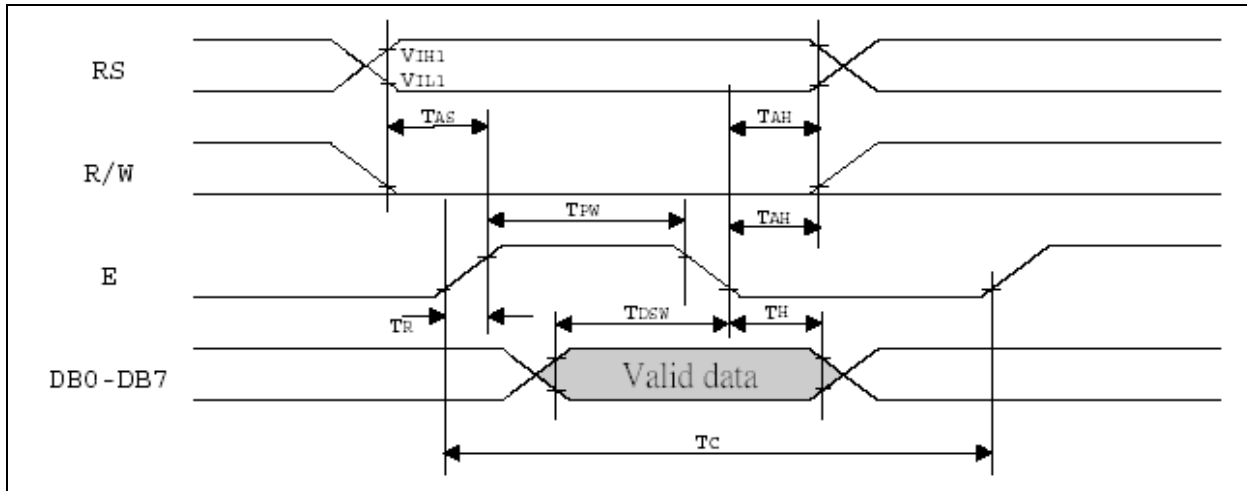 RS
VIH1
VIL1
TAS
TAH
R/W
TPW
TAH
E
TR
TDSW
TH
DB0-DB7
Valid data
TC